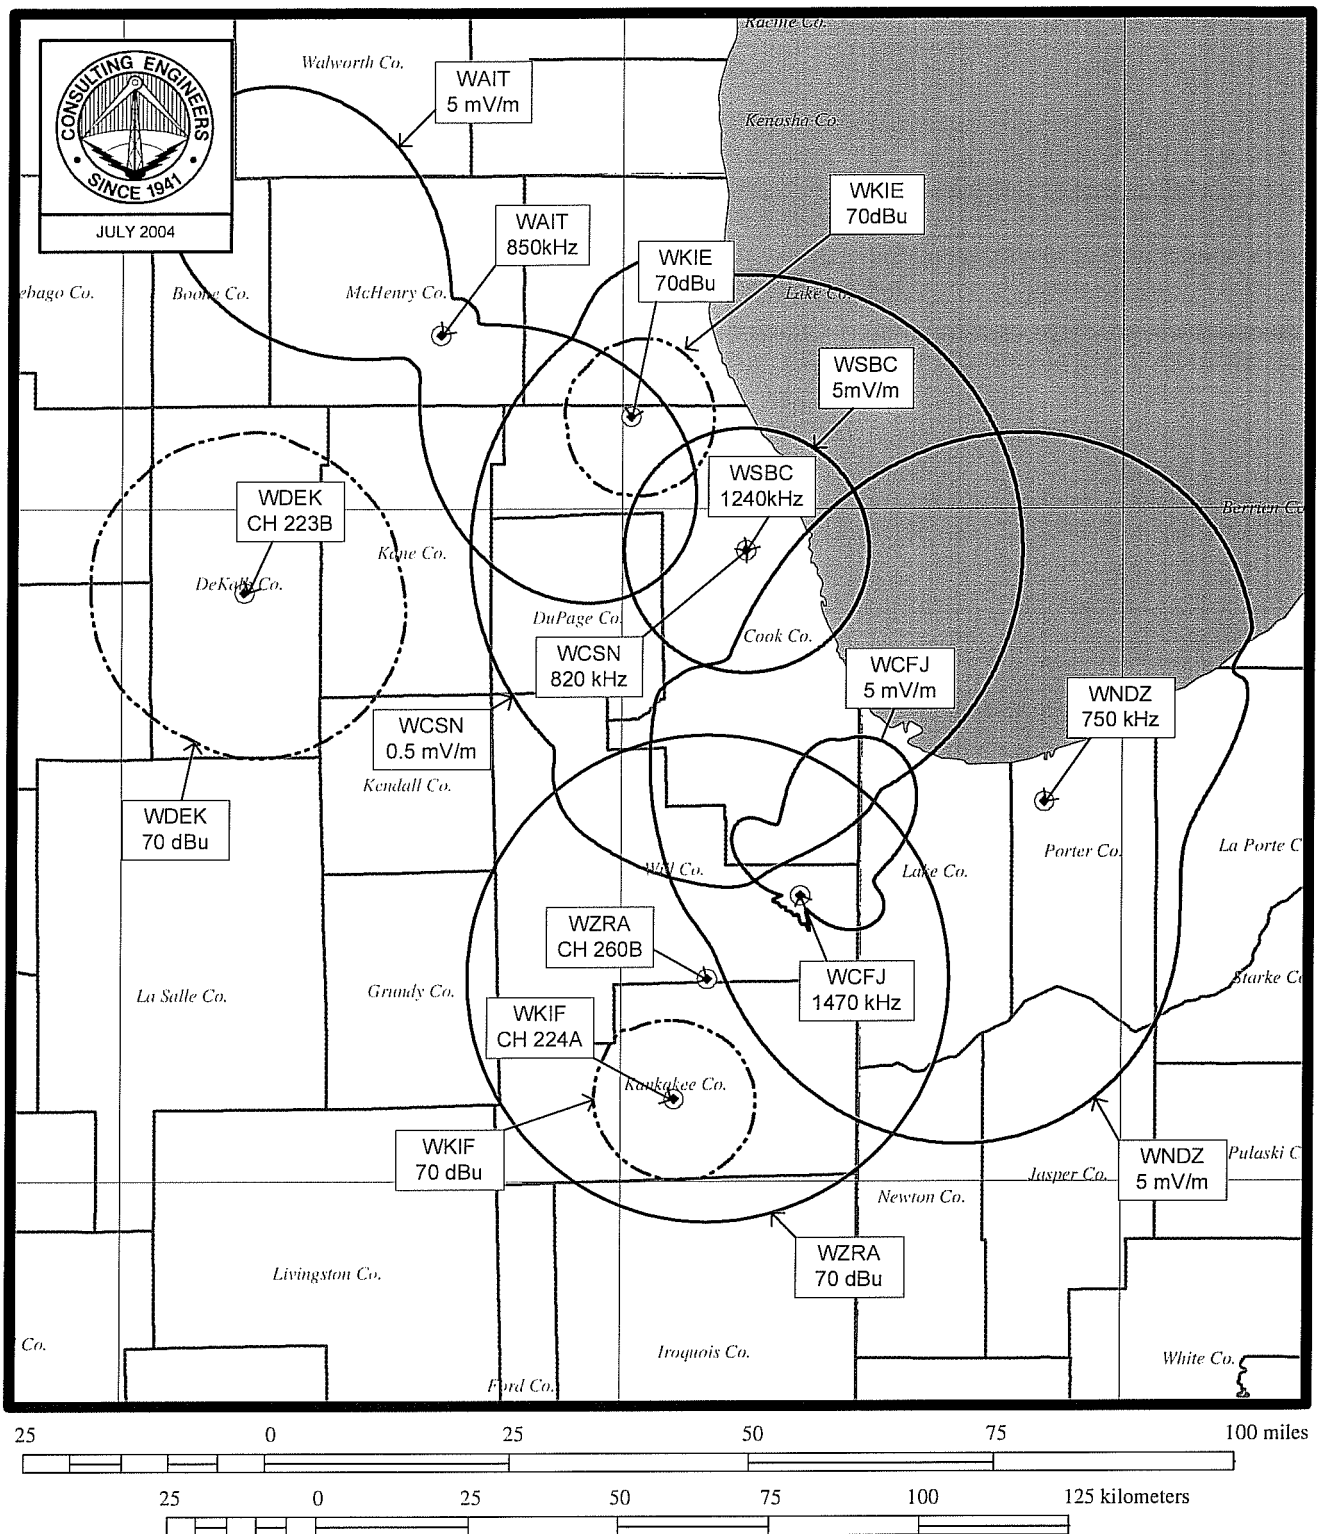 Racine Co.
CONSULTING ENGINEERS
SINCE 1941
JULY 2004
Walworth Co.
WAIT
5 mV/m
Kenosha Co.
WKIE
70dBu
WAIT
850kHz
WKIE
70dBu
ebago Co.
Boone Co.
McHenry Co.
Lake Co.
WSBC
5mV/m
WSBC
1240kHz
WDEK
CH 223B
Berrien Co
Kane Co.
DeKalb Co.
DuPage Co.
Cook Co.
WCSN
820 kHz
WCFJ
5 mV/m
WNDZ
750 kHz
WCSN
0.5 mV/m
Kendall Co.
WDEK
70 dBu
Will Co.
Lake Co.
Porter Co.
La Porte C
WZRA
CH 260B
WCFJ
1470 kHz
La Salle Co.
Grundy Co.
Starke Co
WKIF
CH 224A
Kankakee Co.
WKIF
70 dBu
WNDZ
5 mV/m
Pulaski C
Jasper Co.
Newton Co.
WZRA
70 dBu
Livingston Co.
Co.
Iroquois Co.
White Co.
Ford Co.
25 0 25 50 75 100 miles
25 0 25 50 75 100 125 kilometers